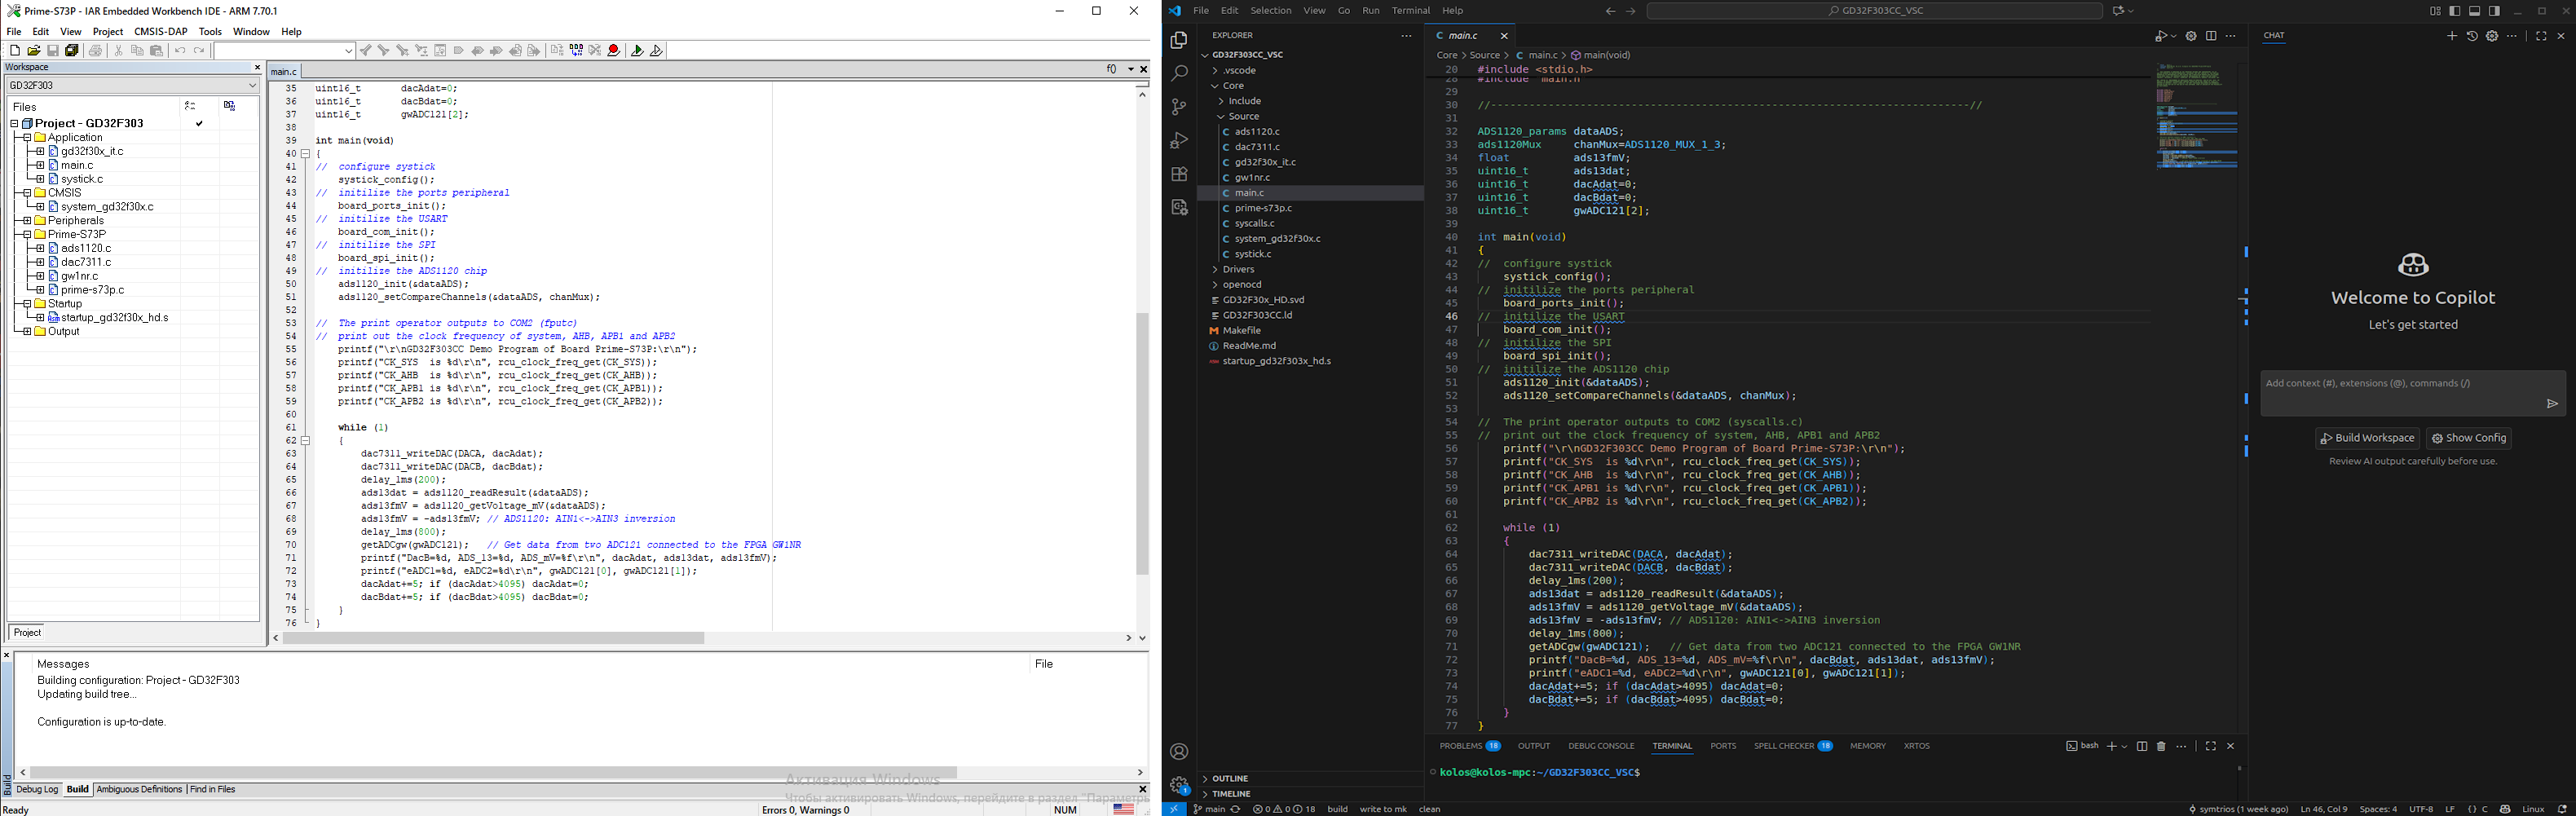 Prime-S73P - IAR Embedded Workbench IDE - ARM 7.70.1
File Edit View Project CMSIS-DAP Tools Window Help
Workspace
GD32F303
Files
Project - GD32F303
Application
gd32f30x_it.c
main.c
systick.c
CMSIS
system_gd32f30x.c
Peripherals
Prime-S73P
ads1120.c
dac7311.c
gw1nr.c
prime-s73p.c
Startup
startup_gd32f30x_hd.s
Output
Project
main.c
f()
35 uint16_t dacAdat=0;
36 uint16_t dacBdat=0;
37 uint16_t gwADC121[2];
38
39 int main(void)
40 {
41 // configure systick
42 systick_config();
43 // initilize the ports peripheral
44 board_ports_init();
45 // initilize the USART
46 board_com_init();
47 // initilize the SPI
48 board_spi_init();
49 // initilize the ADS1120 chip
50 ads1120_init(&dataADS);
51 ads1120_setCompareChannels(&dataADS, chanMux);
52
53 // The print operator outputs to COM2 (fputc)
54 // print out the clock frequency of system, AHB, APB1 and APB2
55 printf("\r\nGD32F303CC Demo Program of Board Prime-S73P:\r\n");
56 printf("CK_SYS is %d\r\n", rcu_clock_freq_get(CK_SYS));
57 printf("CK_AHB is %d\r\n", rcu_clock_freq_get(CK_AHB));
58 printf("CK_APB1 is %d\r\n", rcu_clock_freq_get(CK_APB1));
59 printf("CK_APB2 is %d\r\n", rcu_clock_freq_get(CK_APB2));
60
61 while (1)
62 {
63 dac7311_writeDAC(DACA, dacAdat);
64 dac7311_writeDAC(DACB, dacBdat);
65 delay_1ms(200);
66 ads13dat = ads1120_readResult(&dataADS);
67 ads13fmV = ads1120_getVoltage_mV(&dataADS);
68 ads13fmV = -ads13fmV; // ADS1120: AIN1<->AIN3 inversion
69 delay_1ms(800);
70 getADCgw(gwADC121); // Get data from two ADC121 connected to the FPGA GW1NR
71 printf("DacB=%d, ADS_13=%d, ADS_mV=%f\r\n", dacAdat, ads13dat, ads13fmV);
72 printf("eADC1=%d, eADC2=%d\r\n", gwADC121[0], gwADC121[1]);
73 dacAdat+=5; if (dacAdat>4095) dacAdat=0;
74 dacBdat+=5; if (dacBdat>4095) dacBdat=0;
75 }
76 }
Messages File
Building configuration: Project - GD32F303
Updating build tree...
Configuration is up-to-date.
Build
Debug Log Build Ambiguous Definitions Find in Files
Активация Windows
Чтобы активировать Windows, перейдите в раздел "Параметры
Ready Errors 0, Warnings 0 NUM
File Edit Selection View Go Run Terminal Help
GD32F303CC_VSC
EXPLORER
GD32F303CC_VSC
.vscode
Core
Include
Source
ads1120.c
dac7311.c
gd32f30x_it.c
gw1nr.c
main.c
prime-s73p.c
syscalls.c
system_gd32f30x.c
systick.c
Drivers
openocd
GD32F30x_HD.svd
GD32F303CC.ld
Makefile
ReadMe.md
startup_gd32f303x_hd.s
OUTLINE
TIMELINE
main.c
Core > Source > main.c > main(void)
20 #include <stdio.h>
28 #include "main.h"
29
30 //---------------------------------------------------------------------------//
31
32 ADS1120_params dataADS;
33 ads1120Mux chanMux=ADS1120_MUX_1_3;
34 float ads13fmV;
35 uint16_t ads13dat;
36 uint16_t dacAdat=0;
37 uint16_t dacBdat=0;
38 uint16_t gwADC121[2];
39
40 int main(void)
41 {
42 // configure systick
43 systick_config();
44 // initilize the ports peripheral
45 board_ports_init();
46 // initilize the USART
47 board_com_init();
48 // initilize the SPI
49 board_spi_init();
50 // initilize the ADS1120 chip
51 ads1120_init(&dataADS);
52 ads1120_setCompareChannels(&dataADS, chanMux);
53
54 // The print operator outputs to COM2 (syscalls.c)
55 // print out the clock frequency of system, AHB, APB1 and APB2
56 printf("\r\nGD32F303CC Demo Program of Board Prime-S73P:\r\n");
57 printf("CK_SYS is %d\r\n", rcu_clock_freq_get(CK_SYS));
58 printf("CK_AHB is %d\r\n", rcu_clock_freq_get(CK_AHB));
59 printf("CK_APB1 is %d\r\n", rcu_clock_freq_get(CK_APB1));
60 printf("CK_APB2 is %d\r\n", rcu_clock_freq_get(CK_APB2));
61
62 while (1)
63 {
64 dac7311_writeDAC(DACA, dacAdat);
65 dac7311_writeDAC(DACB, dacBdat);
66 delay_1ms(200);
67 ads13dat = ads1120_readResult(&dataADS);
68 ads13fmV = ads1120_getVoltage_mV(&dataADS);
69 ads13fmV = -ads13fmV; // ADS1120: AIN1<->AIN3 inversion
70 delay_1ms(800);
71 getADCgw(gwADC121); // Get data from two ADC121 connected to the FPGA GW1NR
72 printf("DacB=%d, ADS_13=%d, ADS_mV=%f\r\n", dacBdat, ads13dat, ads13fmV);
73 printf("eADC1=%d, eADC2=%d\r\n", gwADC121[0], gwADC121[1]);
74 dacAdat+=5; if (dacAdat>4095) dacAdat=0;
75 dacBdat+=5; if (dacBdat>4095) dacBdat=0;
76 }
77 }
PROBLEMS 18 OUTPUT DEBUG CONSOLE TERMINAL PORTS SPELL CHECKER 18 MEMORY XRTOS
bash
kolos@kolos-mpc:~/GD32F303CC_VSC$
CHAT
Welcome to Copilot
Let's get started
Add context (#), extensions (@), commands (/)
Build Workspace Show Config
Review AI output carefully before use.
1
main 0 0 18 build write to mk clean
symtrios (1 week ago) Ln 46, Col 9 Spaces: 4 UTF-8 LF {} C Linux